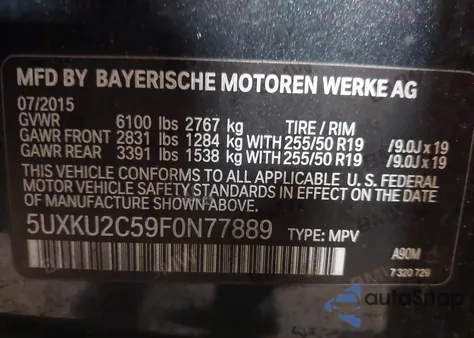 MFD BY BAYERISCHE MOTOREN WERKE AG
07/2015
GVWR 6100 lbs 2767 kg TIRE / RIM
GAWR FRONT 2831 lbs 1284 kg WITH 255/50 R19 /9.0J x 19
GAWR REAR 3391 lbs 1538 kg WITH 255/50 R19 /9.0J x 19
THIS VEHICLE CONFORMS TO ALL APPLICABLE U.S. FEDERAL
MOTOR VEHICLE SAFETY STANDARDS IN EFFECT ON THE DATE
OF MANUFACTURE SHOWN ABOVE.
5UXKU2C59F0N77889 TYPE: MPV
A90M
7 320 729
autoSnap